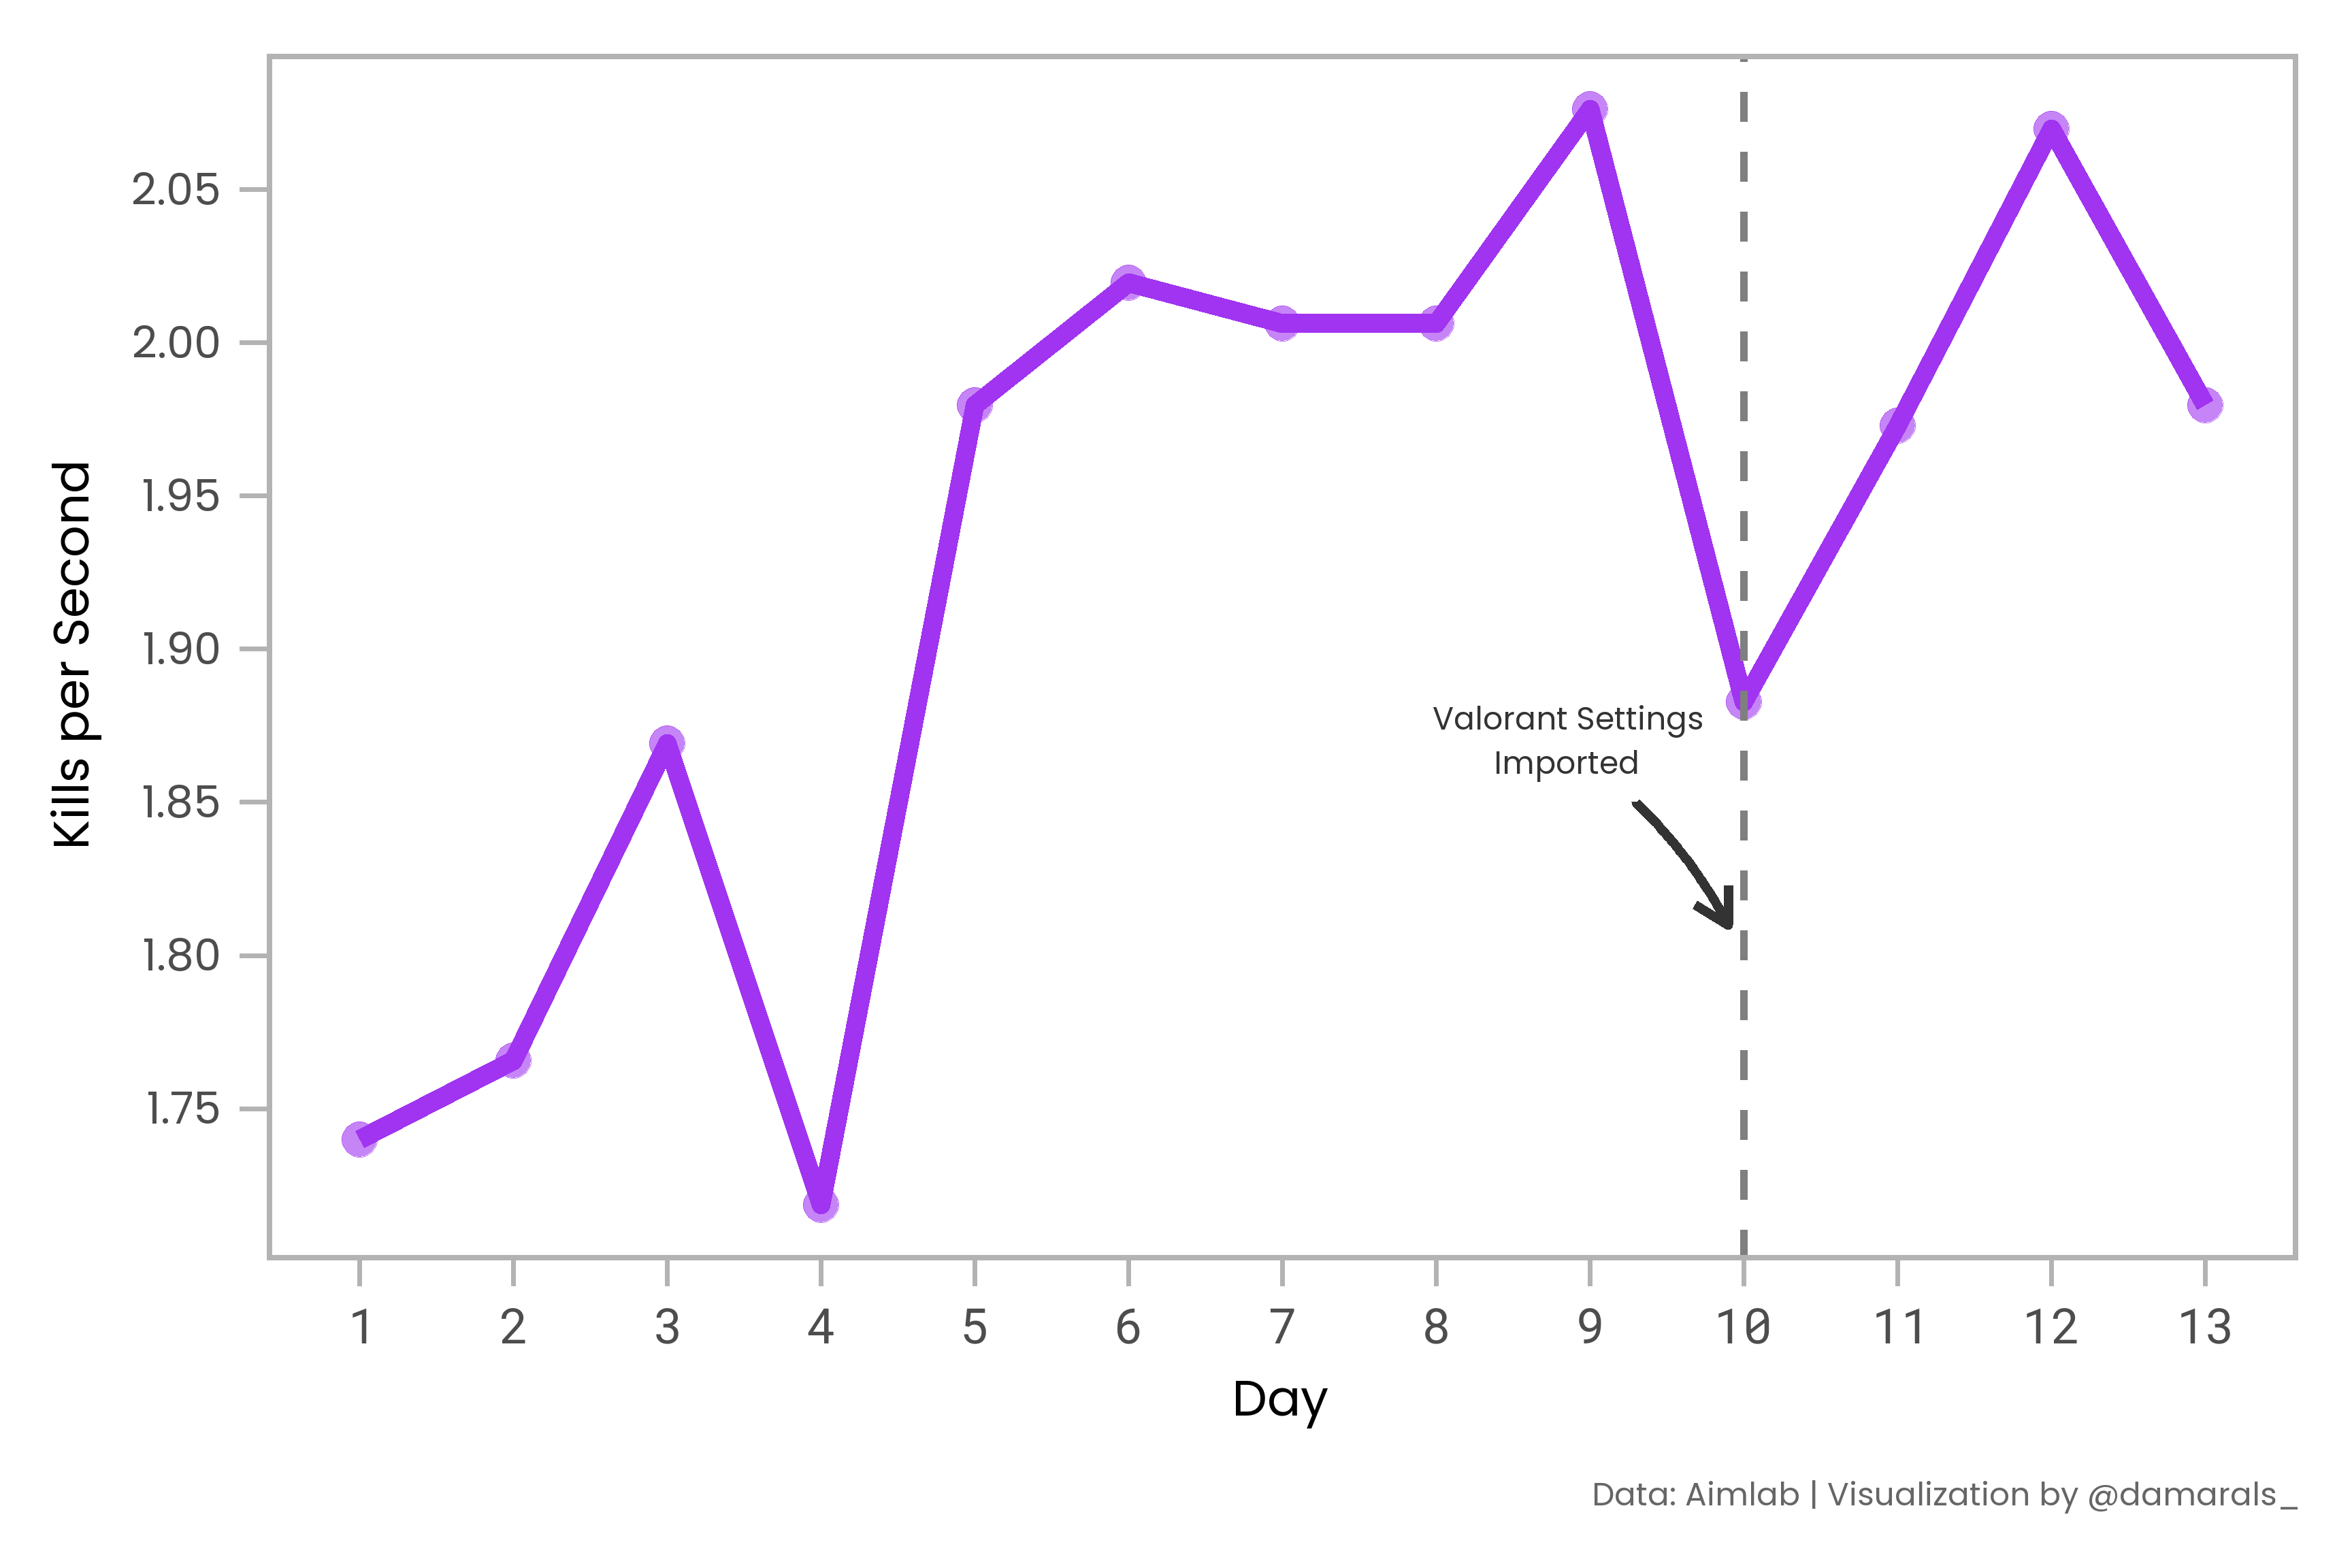 Kills per Second
2.05
2.00
1.95
1.90
1.85
1.80
1.75
Valorant Settings
Imported
1 2 3 4 5 6 7 8 9 10 11 12 13
Day
Data: Aimlab | Visualization by @damarals_